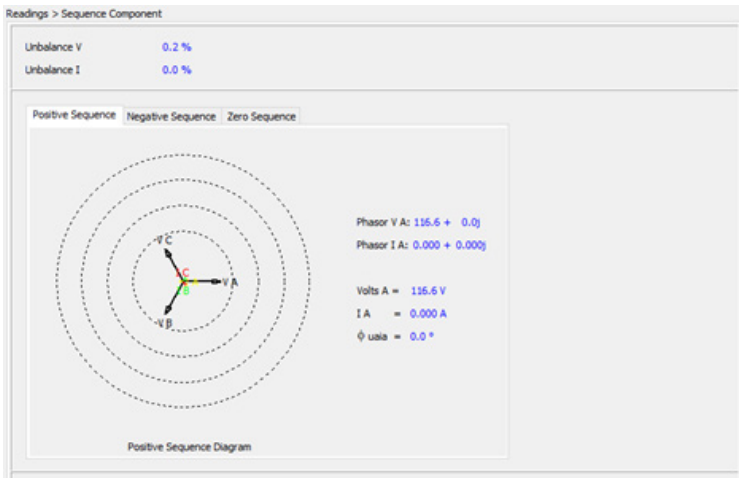 Readings > Sequence Component
Unbalance V 0.2 %
Unbalance I 0.0 %
Positive Sequence Negative Sequence Zero Sequence
V C
V A
V B
C
B
Phasor V A: 116.6 + 0.0j
Phasor I A: 0.000 + 0.000j
Volts A = 116.6 V
I A = 0.000 A
ϕ uaia = 0.0 °
Positive Sequence Diagram